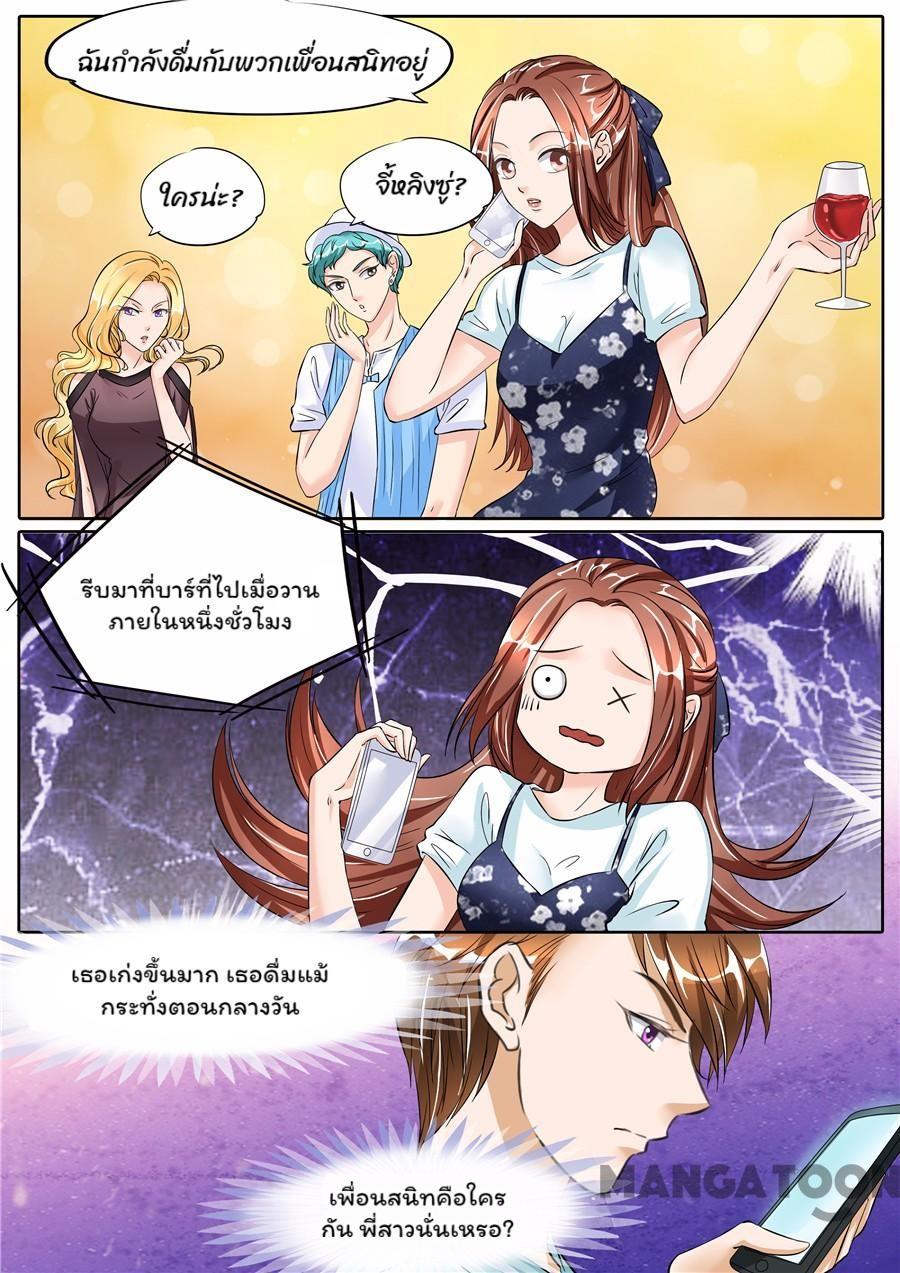 ฉันกำลังดื่มกับพวกเพื่อนสนิทอยู่
จี้หลิงซู่?
ใครน่ะ?
รีบมาที่บาร์ที่ไปเมื่อวาน
ภายในหนึ่งชั่วโมง
เธอเก่งขึ้นมาก เธอดื่มแม้
กระทั่งตอนกลางวัน
เพื่อนสนิทคือใคร
กัน พี่สาวนั่นเหรอ?
MANGATOON